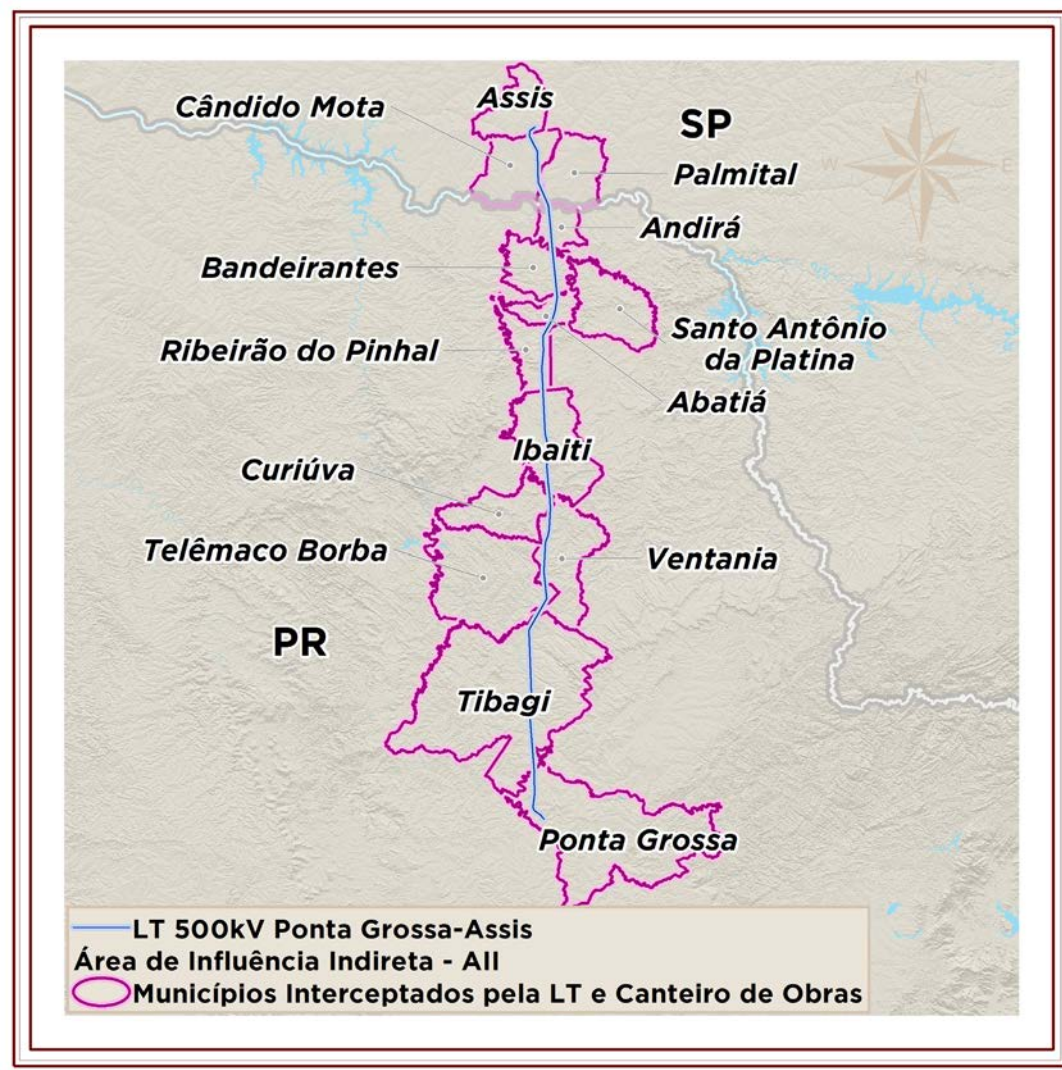 N
W
E
S
Assis
Cândido Mota
SP
Palmital
Andirá
Bandeirantes
Santo Antônio
da Platina
Ribeirão do Pinhal
Abatiá
Ibaiti
Curiúva
Telêmaco Borba
Ventania
PR
Tibagi
Ponta Grossa
LT 500kV Ponta Grossa-Assis
Área de Influência Indireta - AII
Municípios Interceptados pela LT e Canteiro de Obras